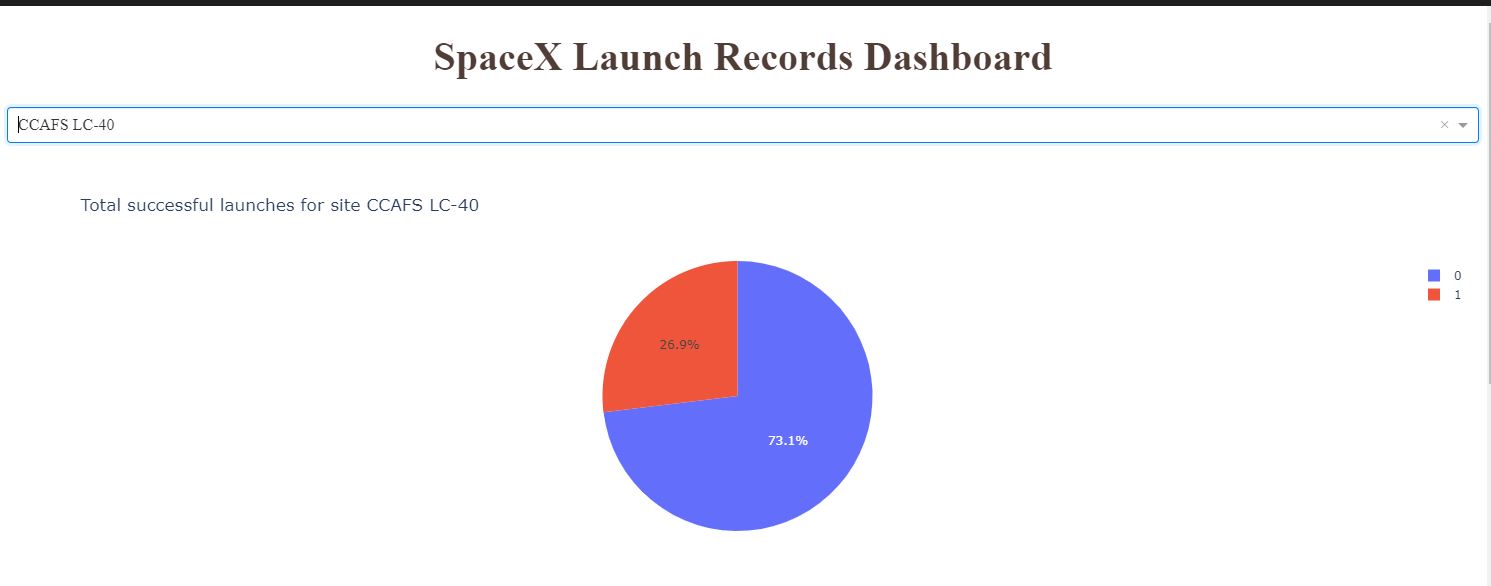 SpaceX Launch Records Dashboard
CCAFS LC-40
×
Total successful launches for site CCAFS LC-40
0
1
26.9%
73.1%